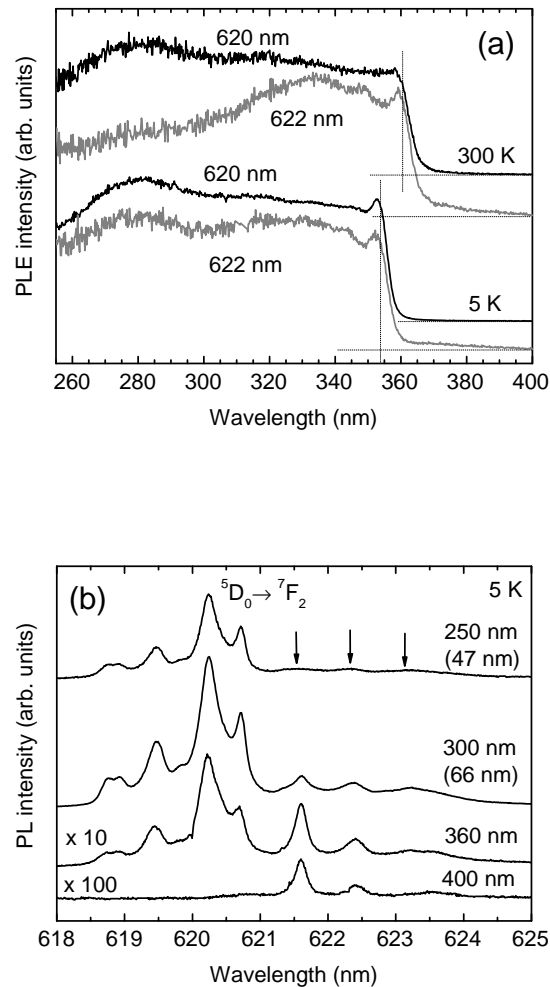 (a)
620 nm
622 nm
300 K
620 nm
622 nm
5 K
PLE intensity (arb. units)
260 280 300 320 340 360 380 400
Wavelength (nm)
(b)
⁵D₀→ ⁷F₂
5 K
250 nm
(47 nm)
300 nm
(66 nm)
x 10
360 nm
x 100
400 nm
PL intensity (arb. units)
618 619 620 621 622 623 624 625
Wavelength (nm)